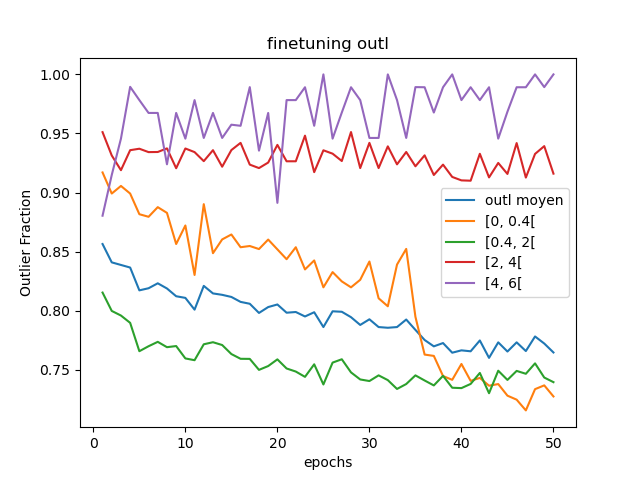 finetuning outl
1.00
0.95
0.90
0.85
0.80
0.75
Outlier Fraction
outl moyen
[0, 0.4[
[0.4, 2[
[2, 4[
[4, 6[
0 10 20 30 40 50
epochs